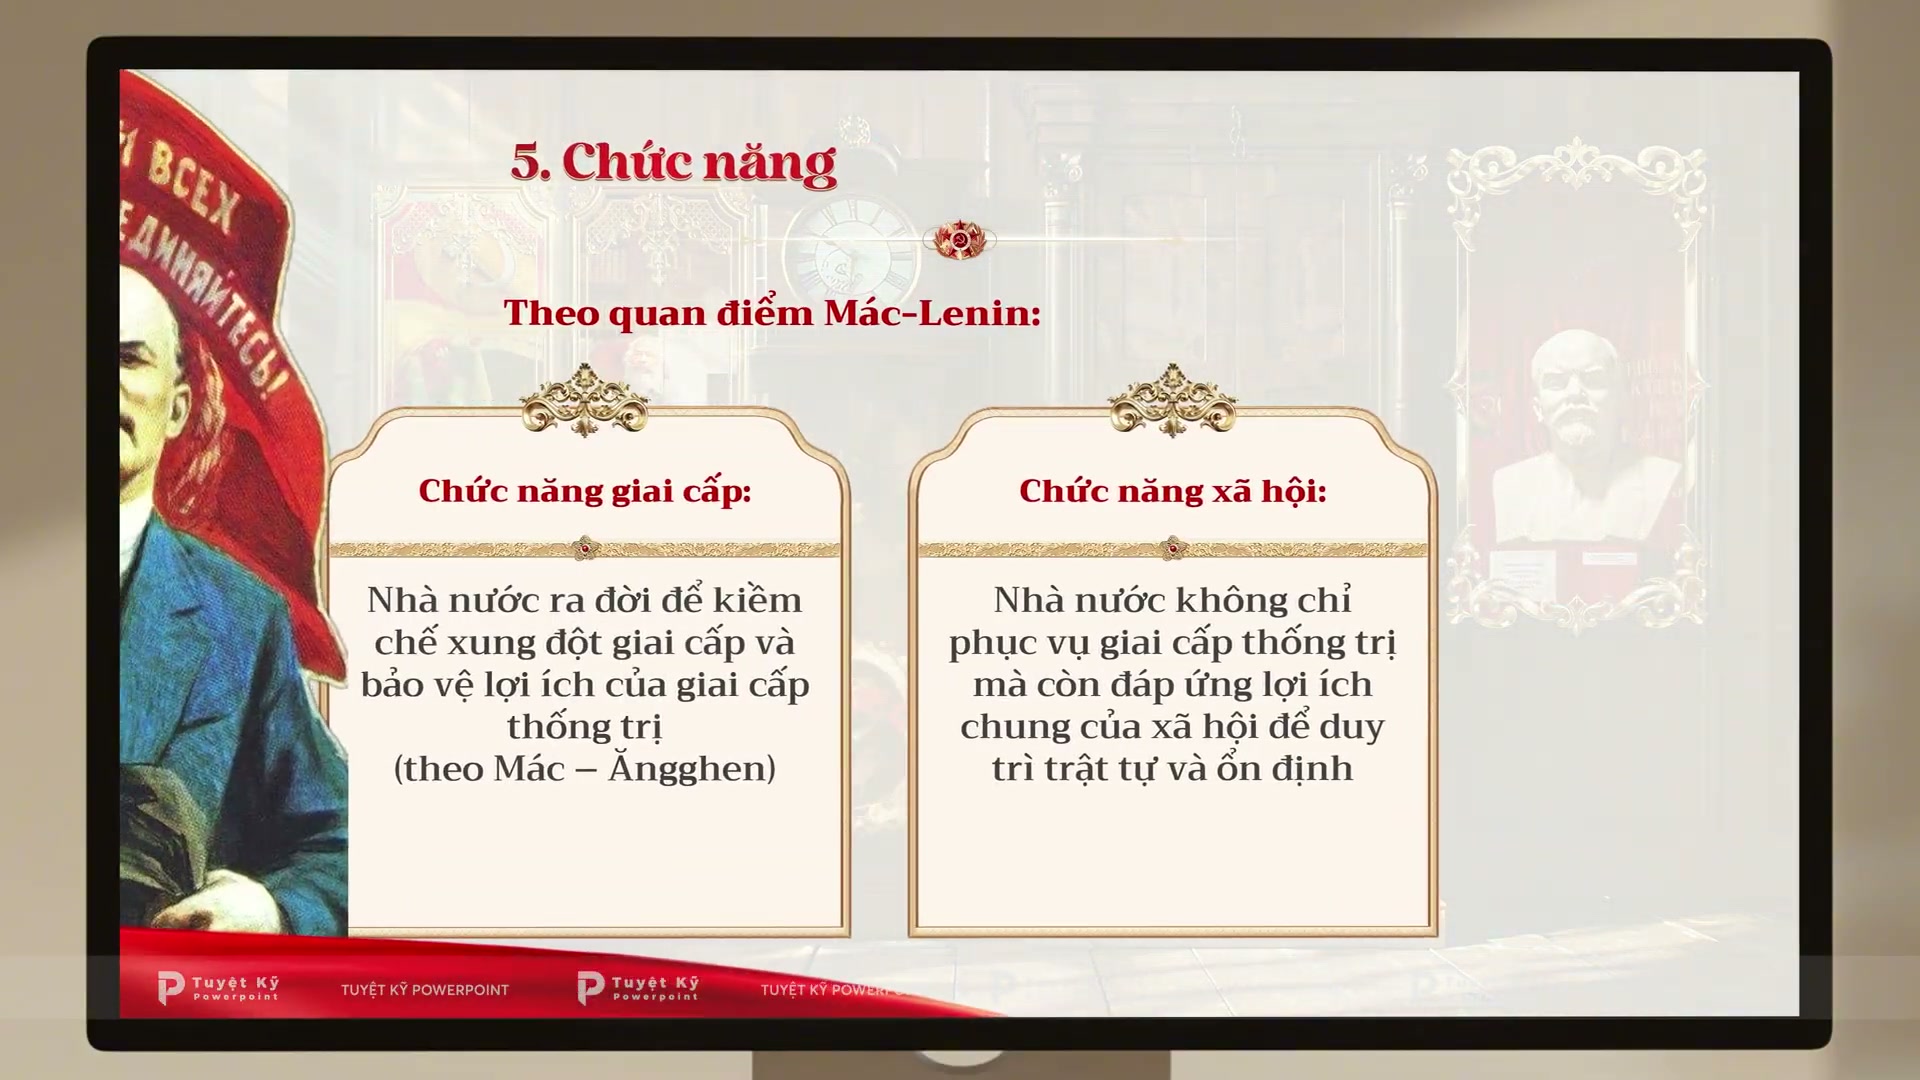 И ВСЕХ
ЕДИНЯЙТЕСЬ!
5. Chức năng
Theo quan điểm Mác-Lenin:
Chức năng giai cấp:
Nhà nước ra đời để kiềm
chế xung đột giai cấp và
bảo vệ lợi ích của giai cấp
thống trị
(theo Mác – Ăngghen)
Chức năng xã hội:
Nhà nước không chỉ
phục vụ giai cấp thống trị
mà còn đáp ứng lợi ích
chung của xã hội để duy
trì trật tự và ổn định
Tuyệt Kỹ
Powerpoint
TUYỆT KỸ POWERPOINT
Tuyệt Kỹ
Powerpoint
TUYỆT KỸ